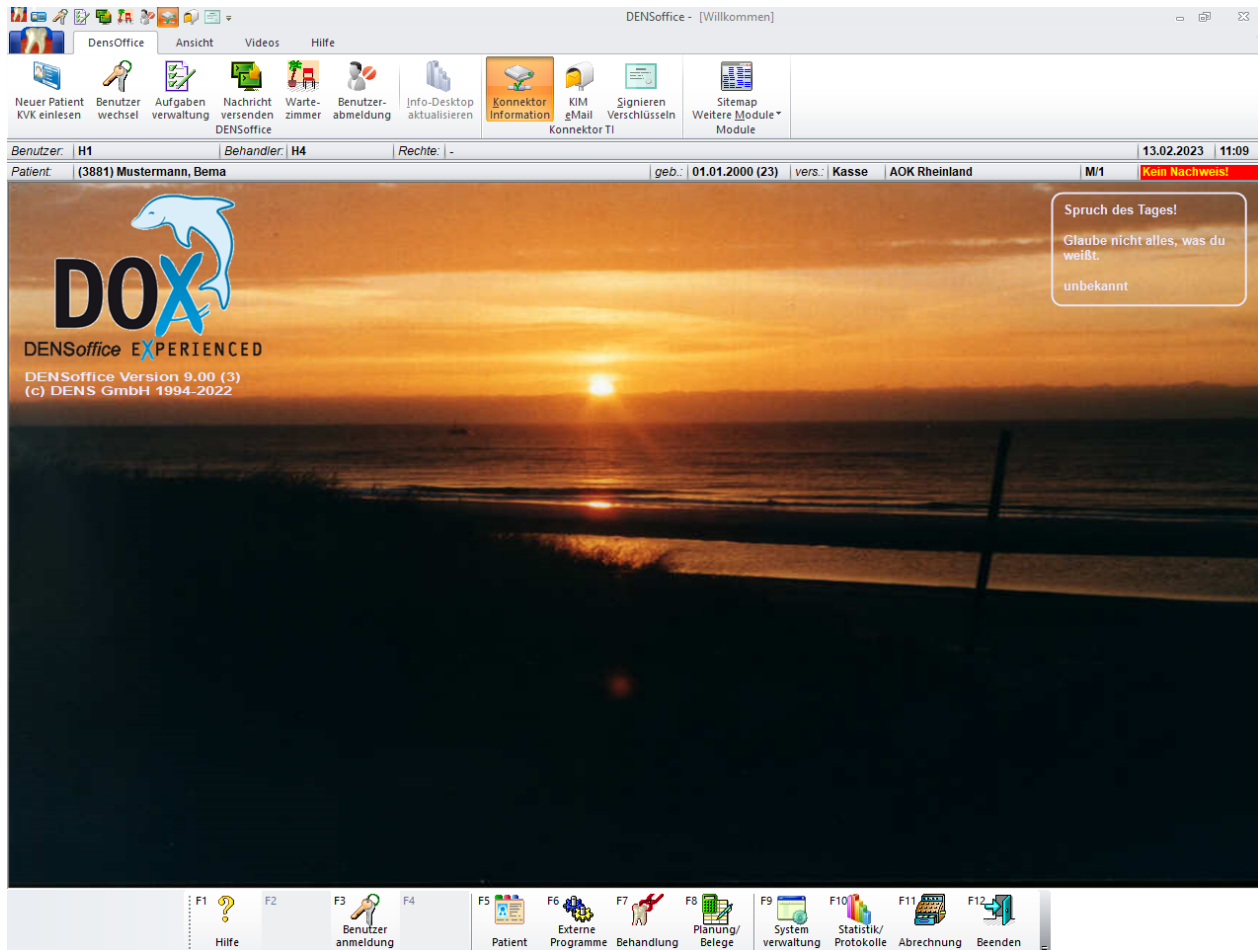 DENSoffice - [Willkommen]
DensOffice Ansicht Videos Hilfe
Neuer Patient KVK einlesen
Benutzer wechsel
Aufgaben verwaltung
Nachricht versenden
Warte- zimmer
Benutzer- abmeldung
Info-Desktop aktualisieren
DENSoffice
Konnektor Information
KIM eMail
Signieren Verschlüsseln
Konnektor TI
Sitemap Weitere Module
Module
Benutzer: H1 Behandler: H4 Rechte: - 13.02.2023 11:09
Patient: (3881) Mustermann, Bema geb.: 01.01.2000 (23) vers.: Kasse AOK Rheinland M/1 Kein Nachweis!
Spruch des Tages!
Glaube nicht alles, was du
weißt.
unbekannt
DOX
DENSoffice EXPERIENCED
DENSoffice Version 9.00 (3)
(c) DENS GmbH 1994-2022
F1 Hilfe
F2
F3 Benutzer anmeldung
F4
F5 Patient
F6 Externe Programme
F7 Behandlung
F8 Planung/ Belege
F9 System verwaltung
F10 Statistik/ Protokolle
F11 Abrechnung
F12 Beenden